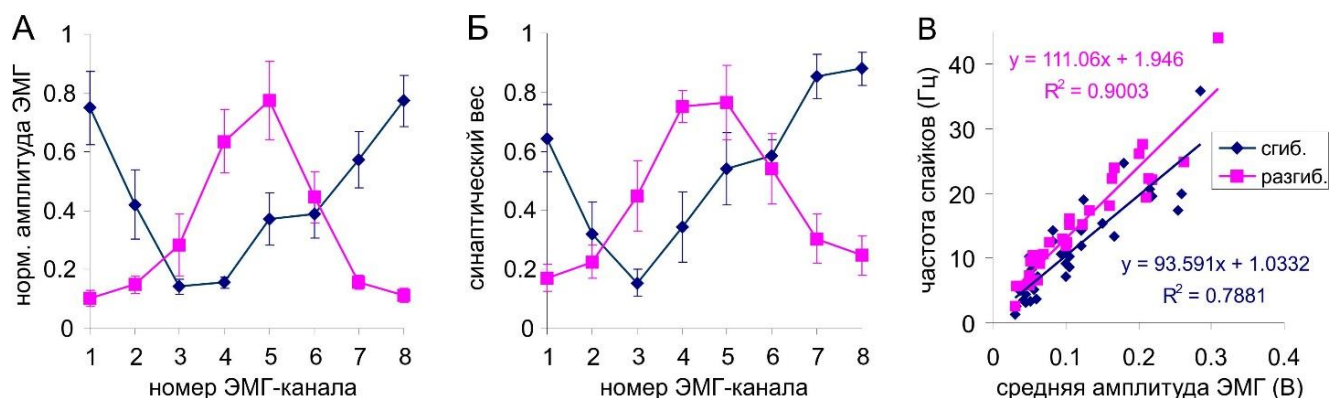 А
норм. амплитуда ЭМГ
1
0.8
0.6
0.4
0.2
0
1 2 3 4 5 6 7 8
номер ЭМГ-канала
Б
синаптический вес
1
0.8
0.6
0.4
0.2
0
1 2 3 4 5 6 7 8
номер ЭМГ-канала
В
частота спайков (Гц)
40
30
20
10
0
y = 111.06x + 1.946
R² = 0.9003
сгиб.
разгиб.
y = 93.591x + 1.0332
R² = 0.7881
0 0.1 0.2 0.3 0.4
средняя амплитуда ЭМГ (В)